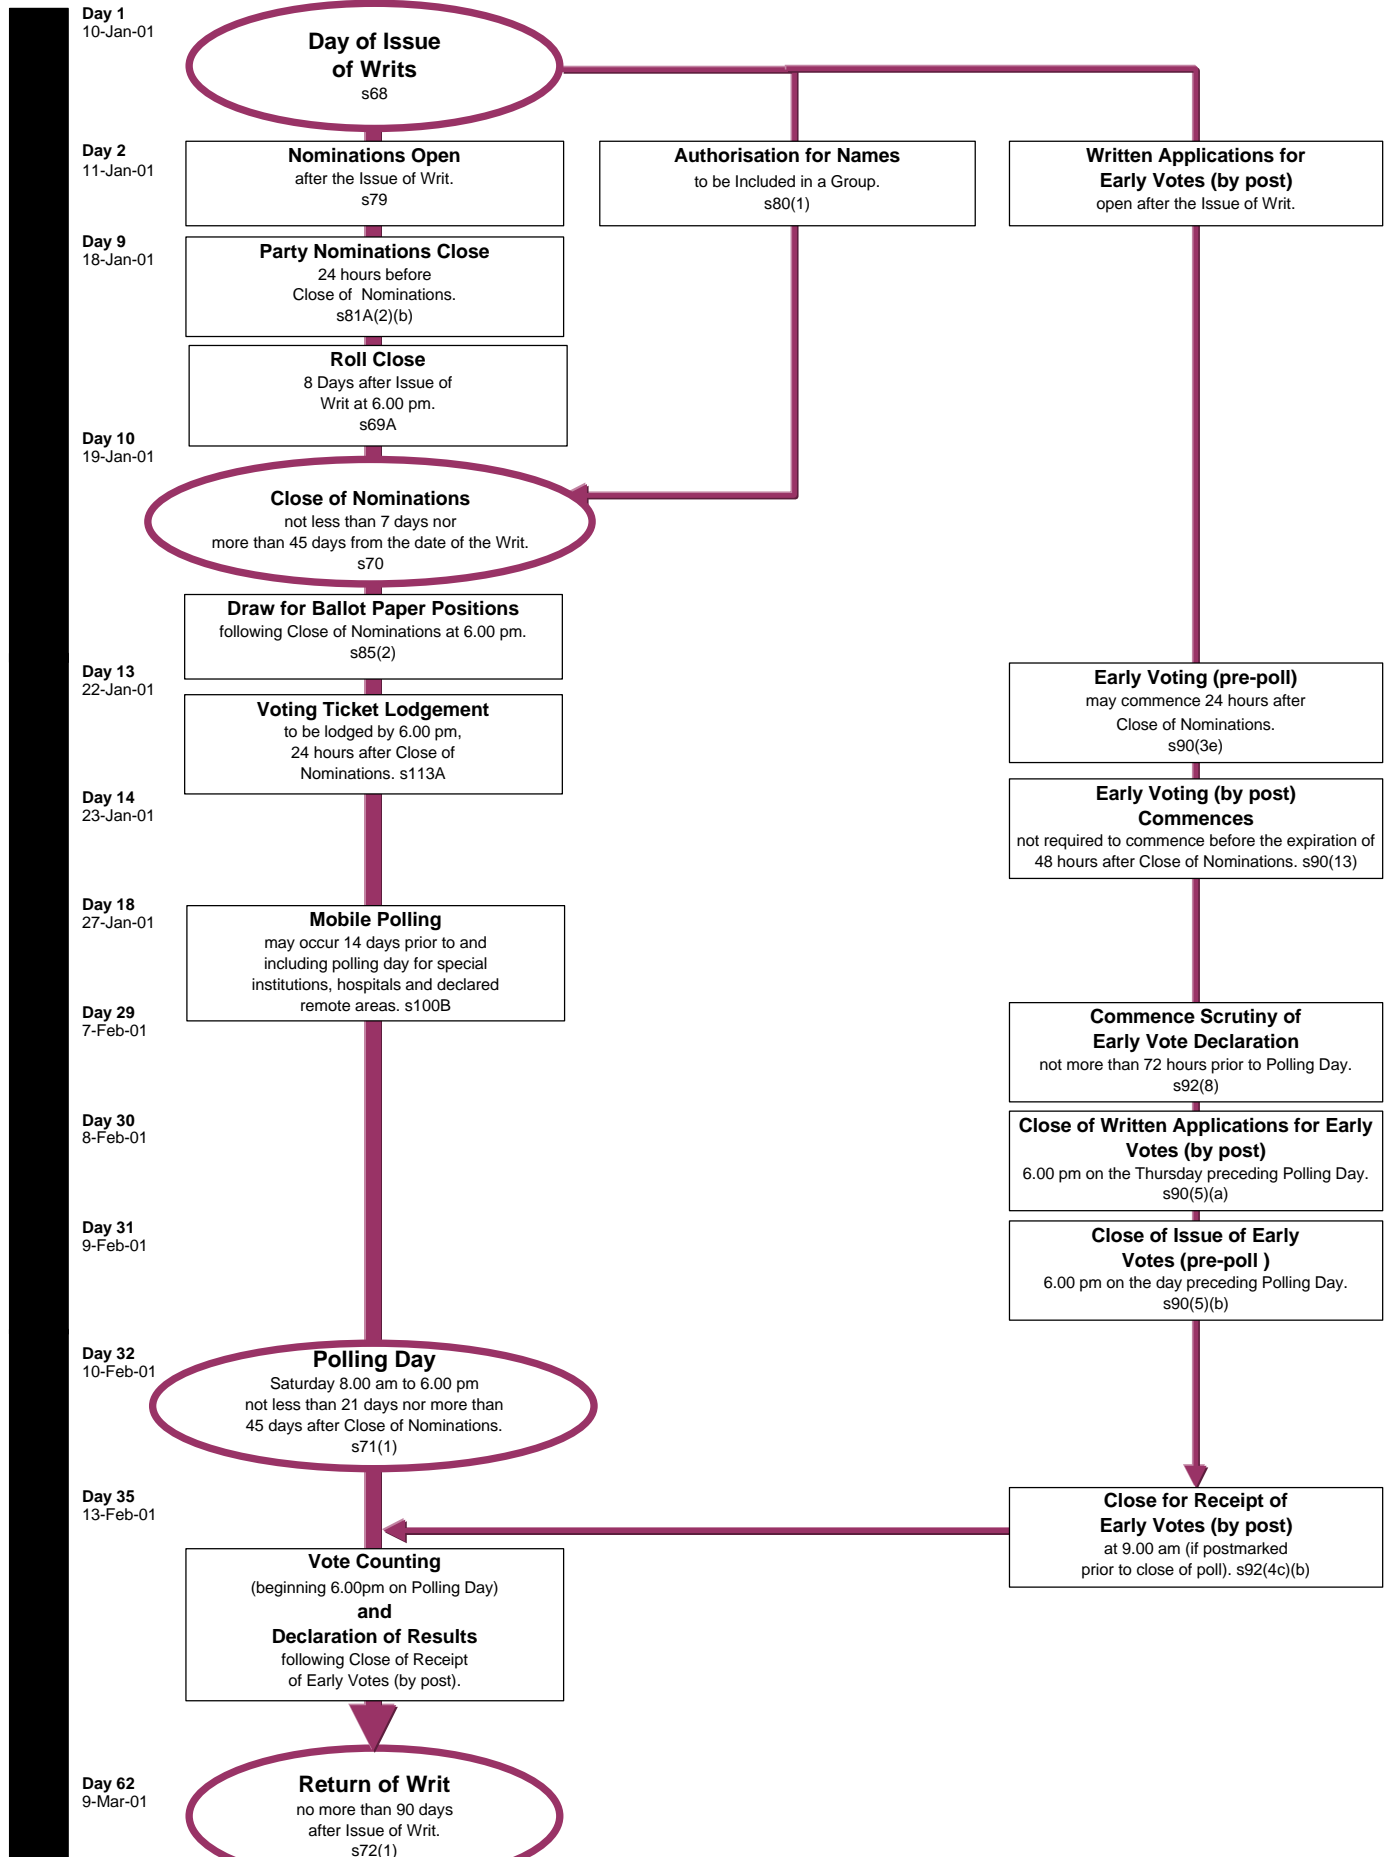 Day 1
10-Jan-01
Day of Issue
of Writs
s68
Day 2
11-Jan-01
Nominations Open
after the Issue of Writ.
s79
Authorisation for Names
to be Included in a Group.
s80(1)
Written Applications for
Early Votes (by post)
open after the Issue of Writ.
Day 9
18-Jan-01
Party Nominations Close
24 hours before
Close of Nominations.
s81A(2)(b)
Roll Close
8 Days after Issue of
Writ at 6.00 pm.
s69A
Day 10
19-Jan-01
Close of Nominations
not less than 7 days nor
more than 45 days from the date of the Writ.
s70
Draw for Ballot Paper Positions
following Close of Nominations at 6.00 pm.
s85(2)
Day 13
22-Jan-01
Voting Ticket Lodgement
to be lodged by 6.00 pm,
24 hours after Close of
Nominations. s113A
Early Voting (pre-poll)
may commence 24 hours after
Close of Nominations.
s90(3e)
Day 14
23-Jan-01
Early Voting (by post)
Commences
not required to commence before the expiration of
48 hours after Close of Nominations. s90(13)
Day 18
27-Jan-01
Mobile Polling
may occur 14 days prior to and
including polling day for special
institutions, hospitals and declared
remote areas. s100B
Day 29
7-Feb-01
Commence Scrutiny of
Early Vote Declaration
not more than 72 hours prior to Polling Day.
s92(8)
Day 30
8-Feb-01
Close of Written Applications for Early
Votes (by post)
6.00 pm on the Thursday preceding Polling Day.
s90(5)(a)
Day 31
9-Feb-01
Close of Issue of Early
Votes (pre-poll )
6.00 pm on the day preceding Polling Day.
s90(5)(b)
Day 32
10-Feb-01
Polling Day
Saturday 8.00 am to 6.00 pm
not less than 21 days nor more than
45 days after Close of Nominations.
s71(1)
Day 35
13-Feb-01
Close for Receipt of
Early Votes (by post)
at 9.00 am (if postmarked
prior to close of poll). s92(4c)(b)
Vote Counting
(beginning 6.00pm on Polling Day)
and
Declaration of Results
following Close of Receipt
of Early Votes (by post).
Day 62
9-Mar-01
Return of Writ
no more than 90 days
after Issue of Writ.
s72(1)